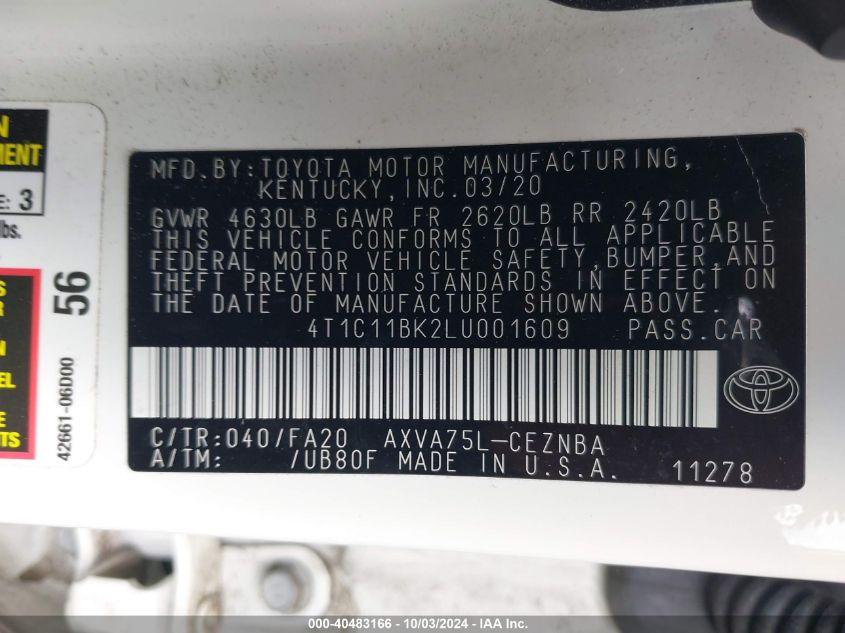 MENT
E: 3
lbs.
56
42661-06D00
MFD.BY:TOYOTA MOTOR MANUFACTURING,
KENTUCKY,INC.03/20
GVWR 4630LB GAWR FR 2620LB RR 2420LB
THIS VEHICLE CONFORMS TO ALL APPLICABLE
FEDERAL MOTOR VEHICLE SAFETY,BUMPER,AND
THEFT PREVENTION STANDARDS IN EFFECT ON
THE DATE OF MANUFACTURE SHOWN ABOVE.
4T1C11BK2LU001609 PASS.CAR
C/TR:040/FA20 AXVA75L-CEZNBA
A/TM: /UB80F MADE IN U.S.A. 11278
000-40483166 - 10/03/2024 - IAA Inc.